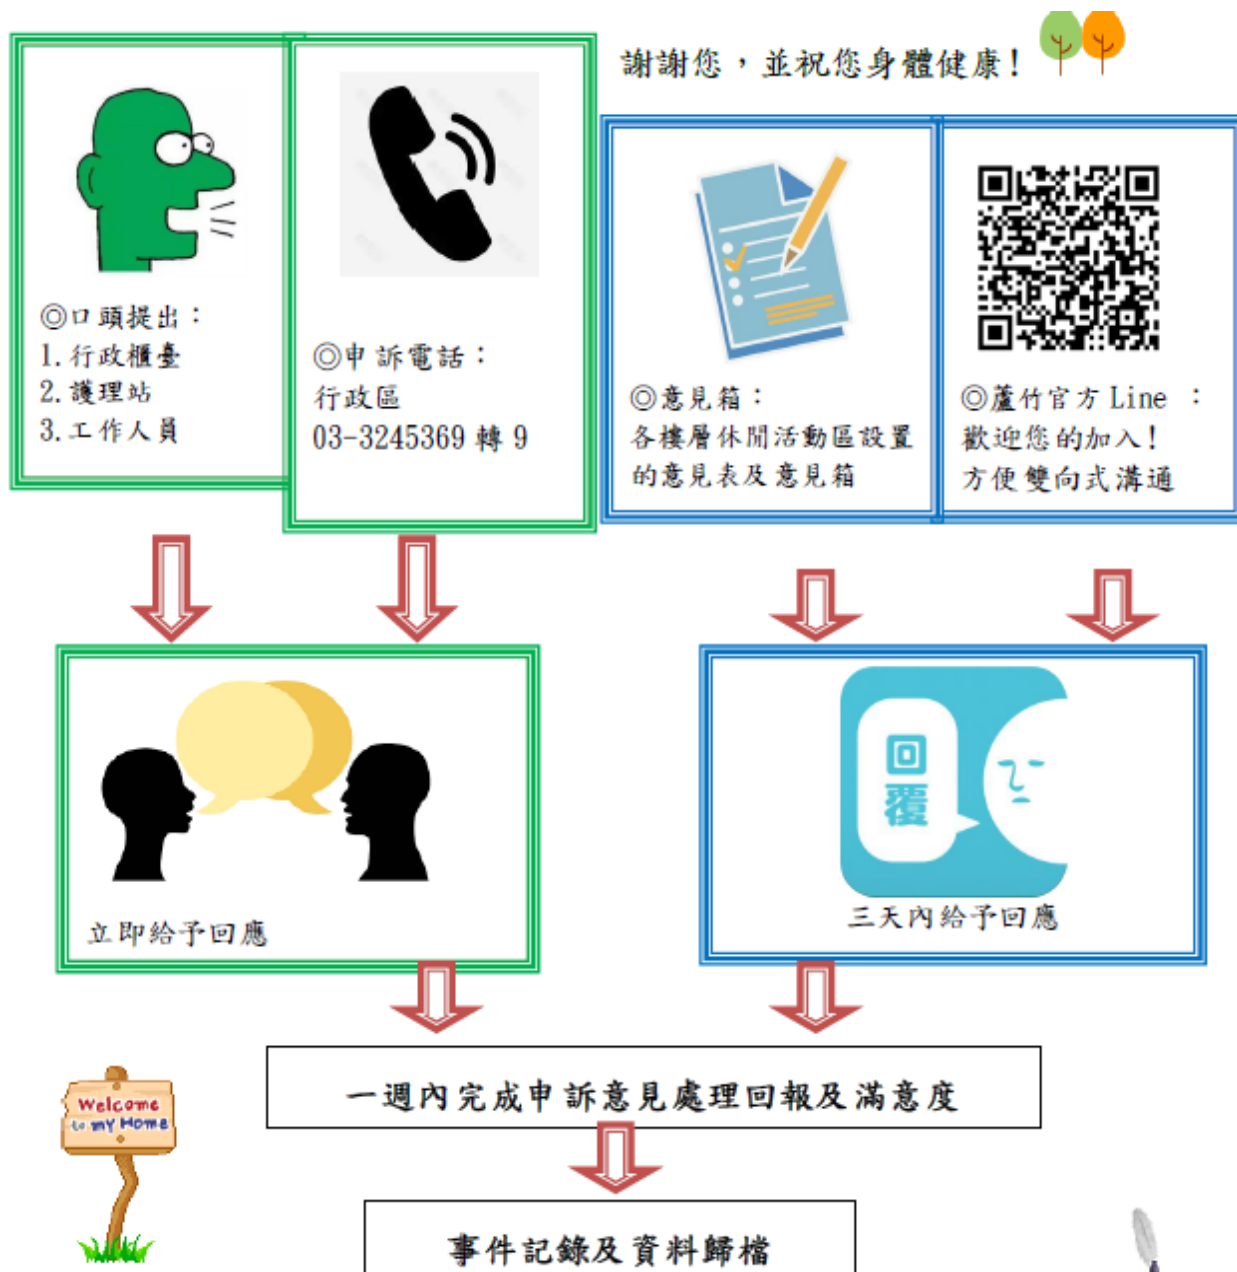 謝謝您，並祝您身體健康！
◎口頭提出：
1.行政櫃臺
2.護理站
3.工作人員
◎申訴電話：
行政區
03-3245369 轉 9
◎意見箱：
各樓層休閒活動區設置
的意見表及意見箱
◎蘆竹官方 Line ：
歡迎您的加入！
方便雙向式溝通
立即給予回應
回
覆
三天內給予回應
一週內完成申訴意見處理回報及滿意度
Welcome
to my Home
事件記錄及資料歸檔